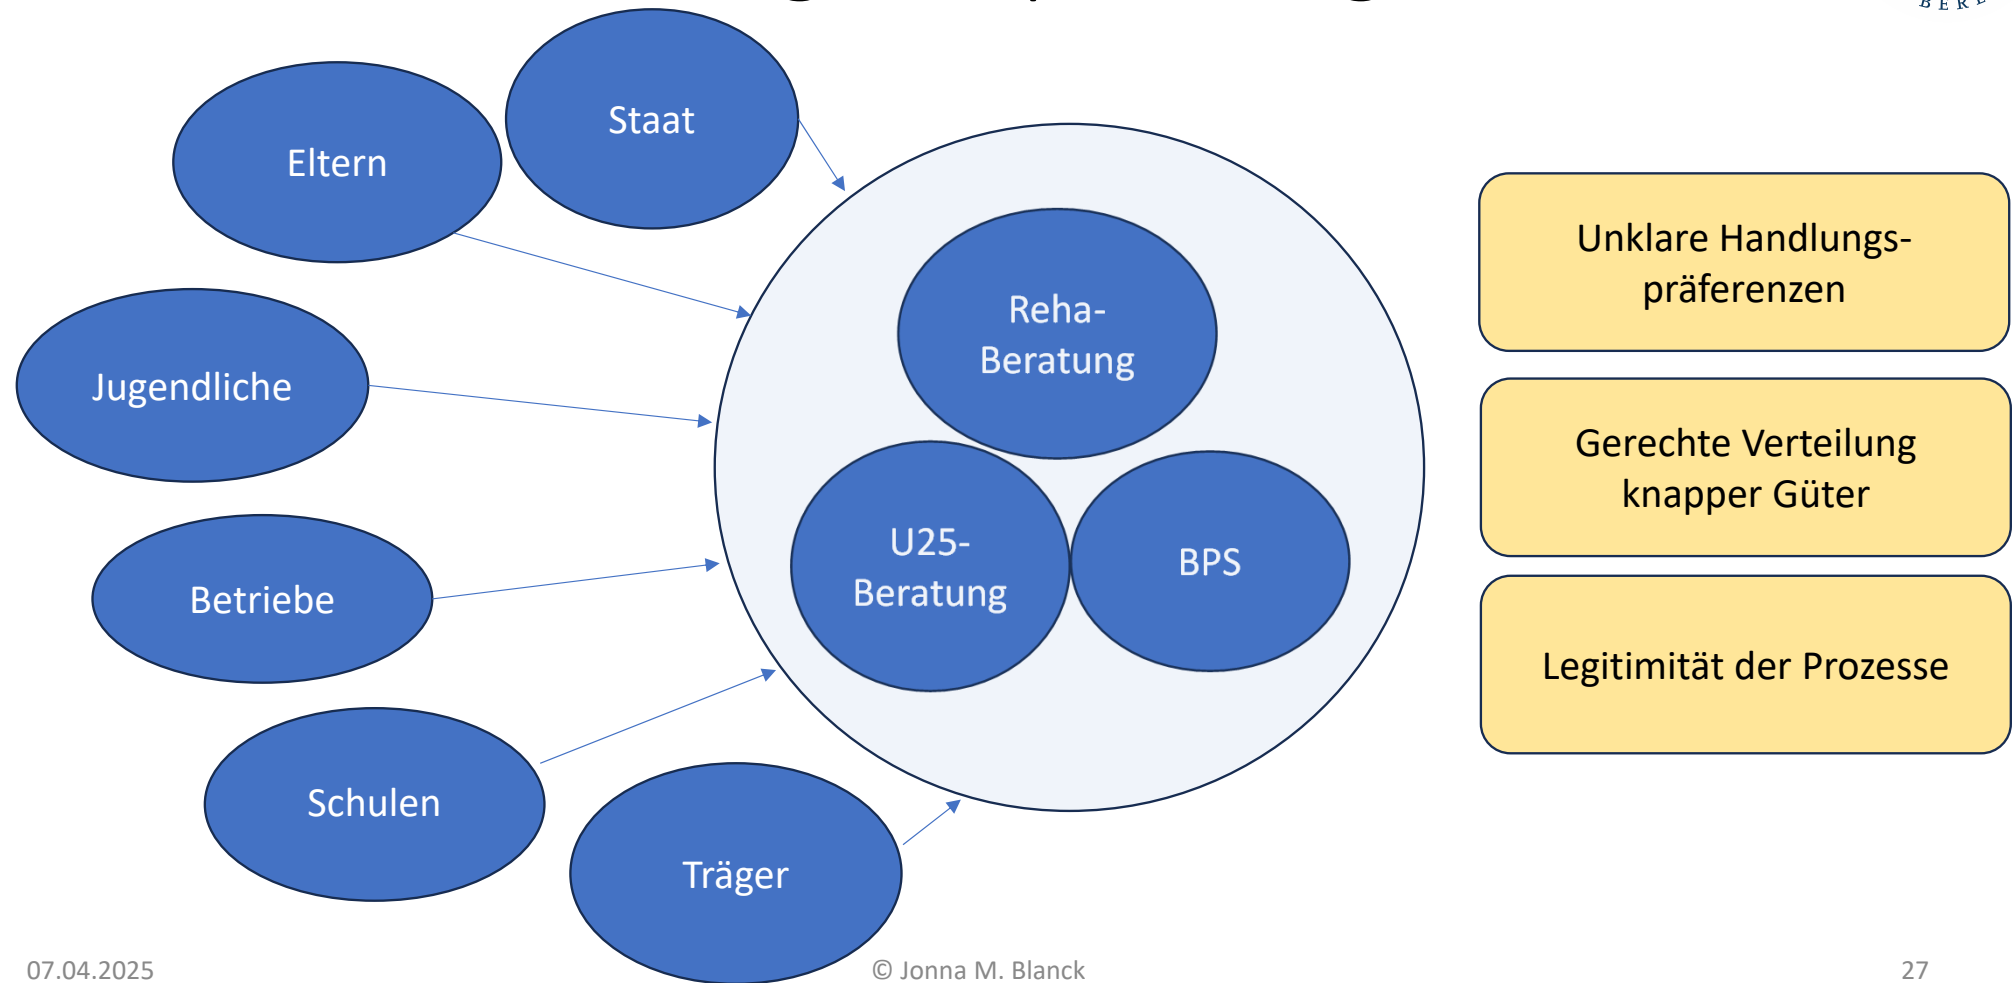 Staat
Eltern
Jugendliche
Betriebe
Schulen
Träger
Reha-
Beratung
U25-
Beratung
BPS
Unklare Handlungs-
präferenzen
Gerechte Verteilung
knapper Güter
Legitimität der Prozesse
07.04.2025
© Jonna M. Blanck
27